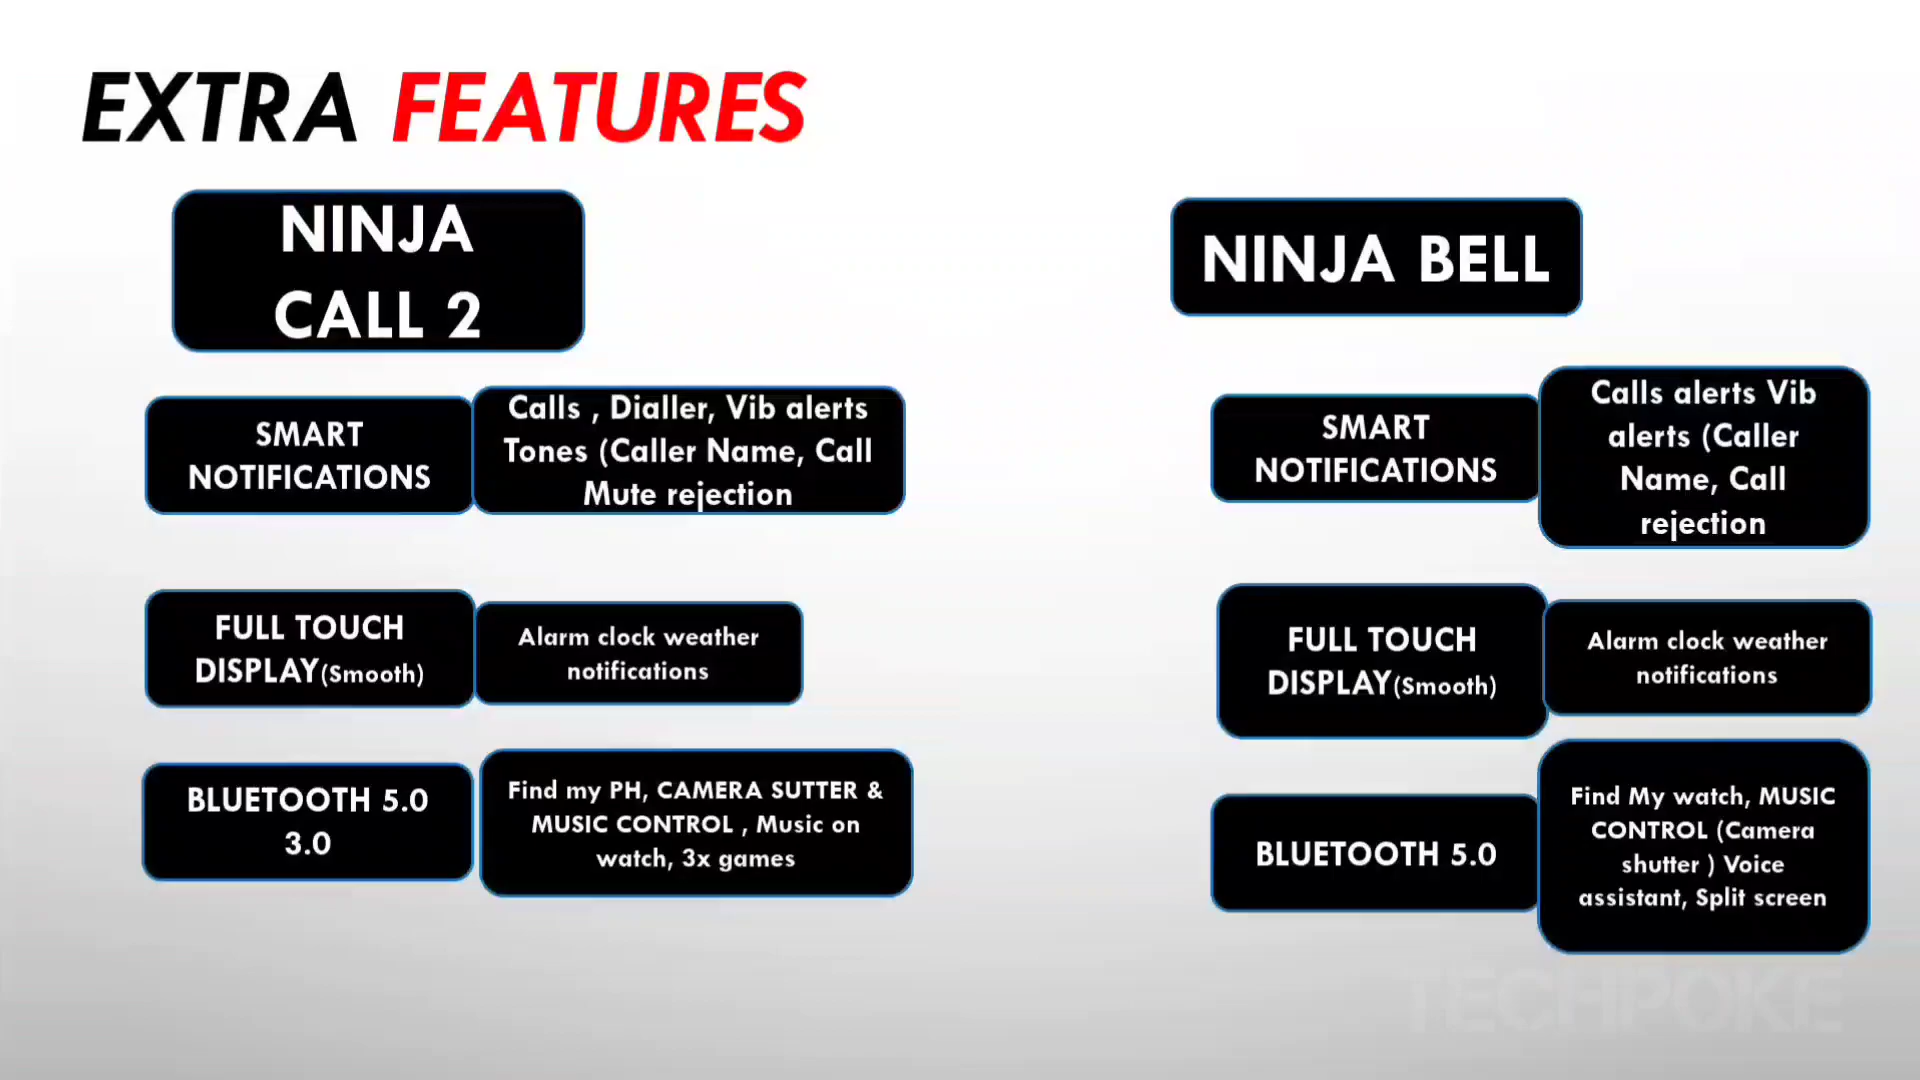 EXTRA FEATURES
NINJA
CALL 2
SMART
NOTIFICATIONS
Calls , Dialler, Vib alerts
Tones (Caller Name, Call
Mute rejection
FULL TOUCH
DISPLAY(Smooth)
Alarm clock weather
notifications
BLUETOOTH 5.0
3.0
Find my PH, CAMERA SUTTER &
MUSIC CONTROL , Music on
watch, 3x games
NINJA BELL
SMART
NOTIFICATIONS
Calls alerts Vib
alerts (Caller
Name, Call
rejection
FULL TOUCH
DISPLAY(Smooth)
Alarm clock weather
notifications
BLUETOOTH 5.0
Find My watch, MUSIC
CONTROL (Camera
shutter ) Voice
assistant, Split screen
TECHPOKE